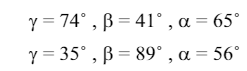 γ = 74˚ , β = 41˚ , α = 65˚
γ = 35˚ , β = 89˚ , α = 56˚